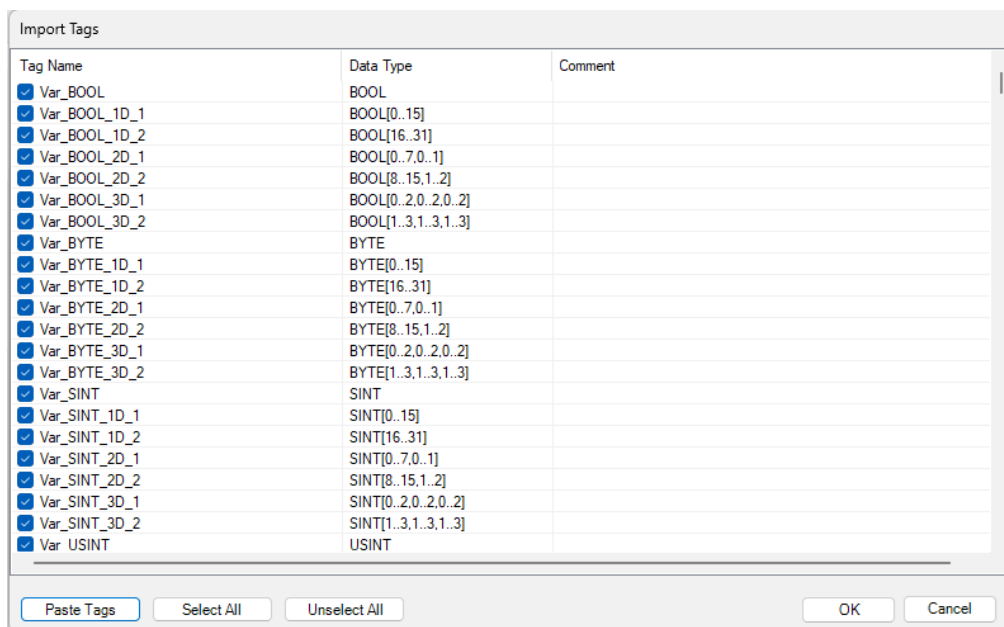 Import Tags
Tag Name Data Type Comment
Var_BOOL BOOL
Var_BOOL_1D_1 BOOL[0..15]
Var_BOOL_1D_2 BOOL[16..31]
Var_BOOL_2D_1 BOOL[0..7,0..1]
Var_BOOL_2D_2 BOOL[8..15,1..2]
Var_BOOL_3D_1 BOOL[0..2,0..2,0..2]
Var_BOOL_3D_2 BOOL[1..3,1..3,1..3]
Var_BYTE BYTE
Var_BYTE_1D_1 BYTE[0..15]
Var_BYTE_1D_2 BYTE[16..31]
Var_BYTE_2D_1 BYTE[0..7,0..1]
Var_BYTE_2D_2 BYTE[8..15,1..2]
Var_BYTE_3D_1 BYTE[0..2,0..2,0..2]
Var_BYTE_3D_2 BYTE[1..3,1..3,1..3]
Var_SINT SINT
Var_SINT_1D_1 SINT[0..15]
Var_SINT_1D_2 SINT[16..31]
Var_SINT_2D_1 SINT[0..7,0..1]
Var_SINT_2D_2 SINT[8..15,1..2]
Var_SINT_3D_1 SINT[0..2,0..2,0..2]
Var_SINT_3D_2 SINT[1..3,1..3,1..3]
Var_USINT USINT
Paste Tags Select All Unselect All OK Cancel